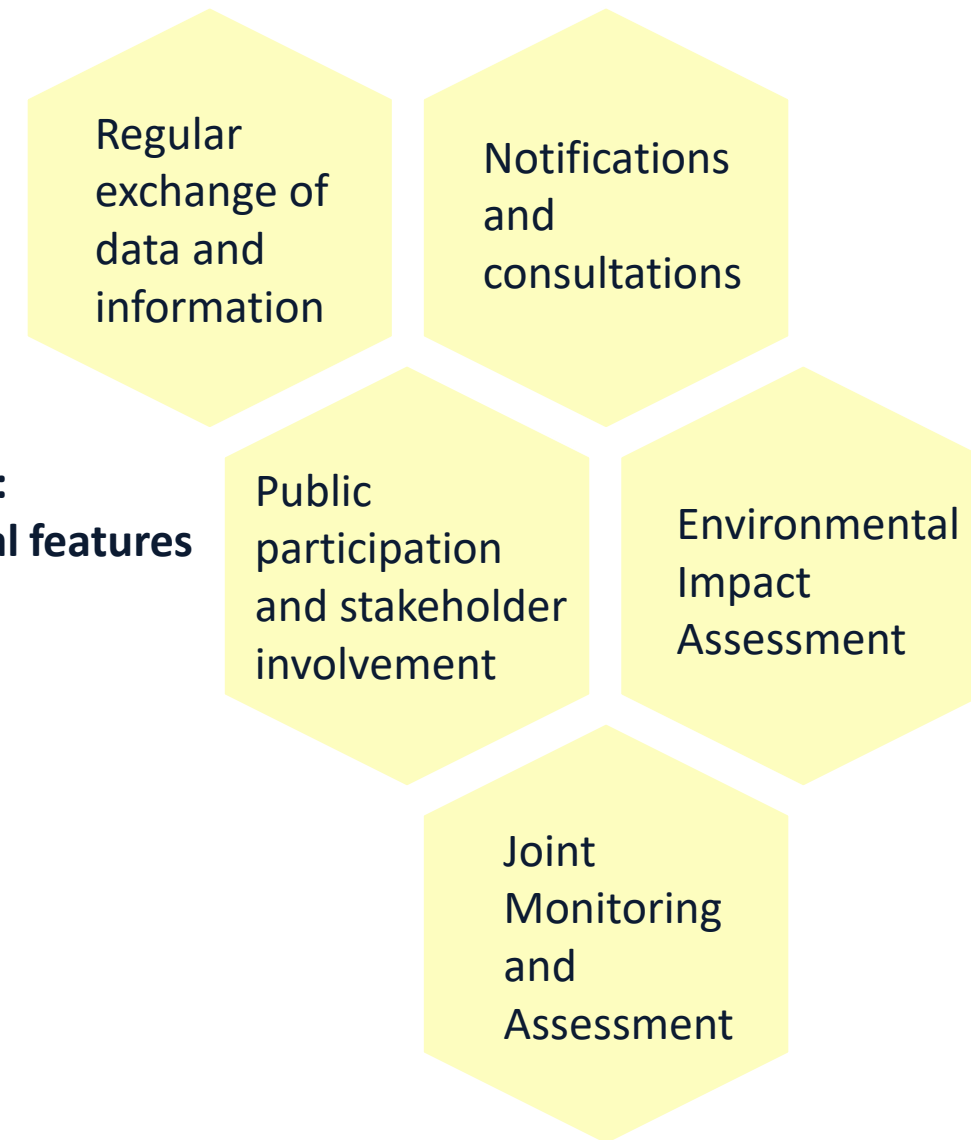 Regular
exchange of
data and
information
Notifications
and
consultations
:
features
Public
participation
and stakeholder
involvement
Environmental
Impact
Assessment
Joint
Monitoring
and
Assessment